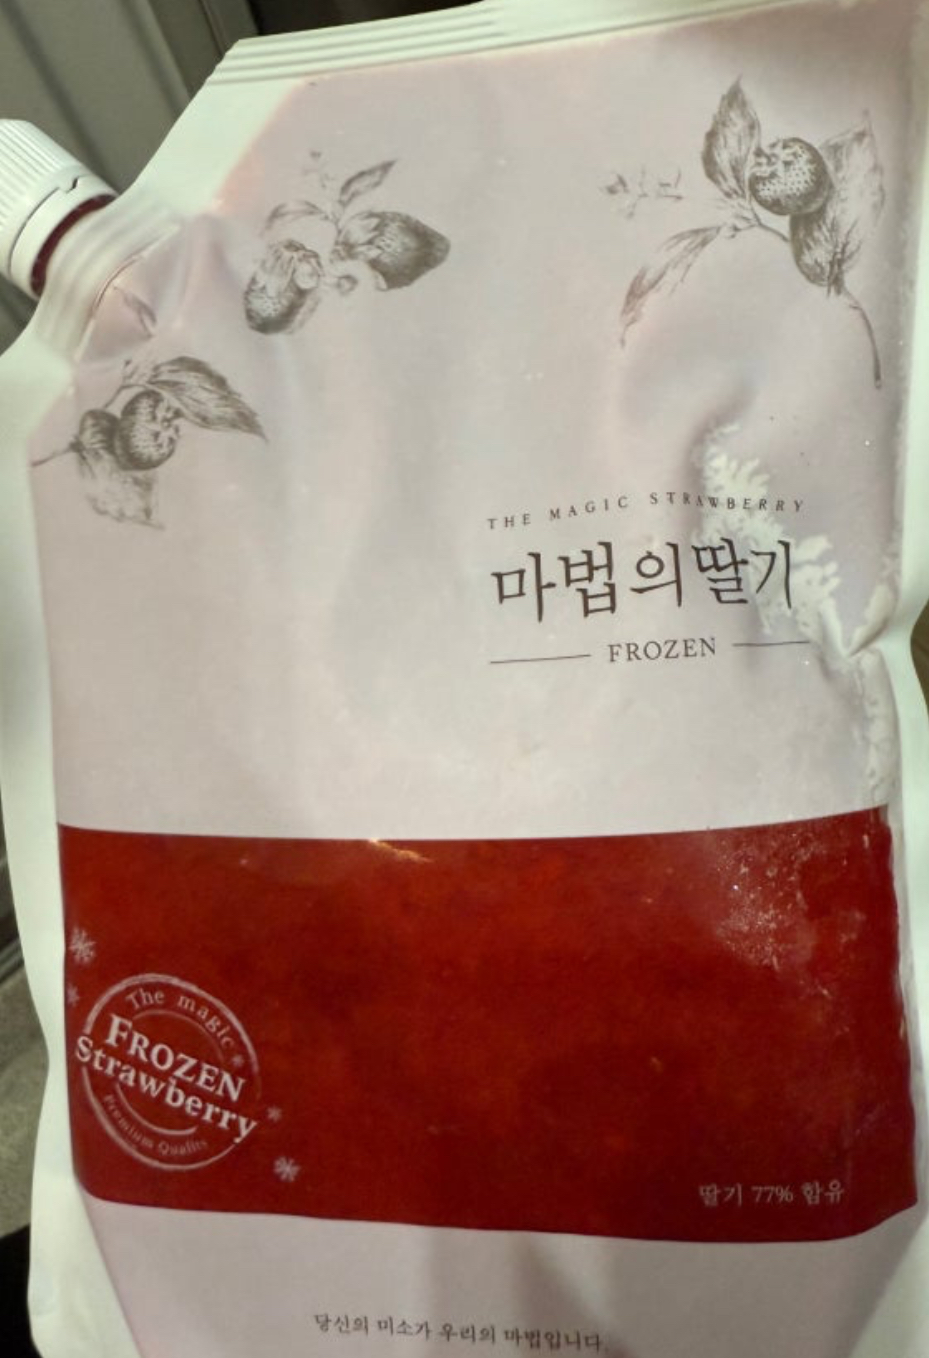 THE MAGIC STRAWBERRY
마법의딸기
FROZEN
The magic
FROZEN
Strawberry
Premium Quality
딸기 77% 함유
당신의 미소가 우리의 마법입니다